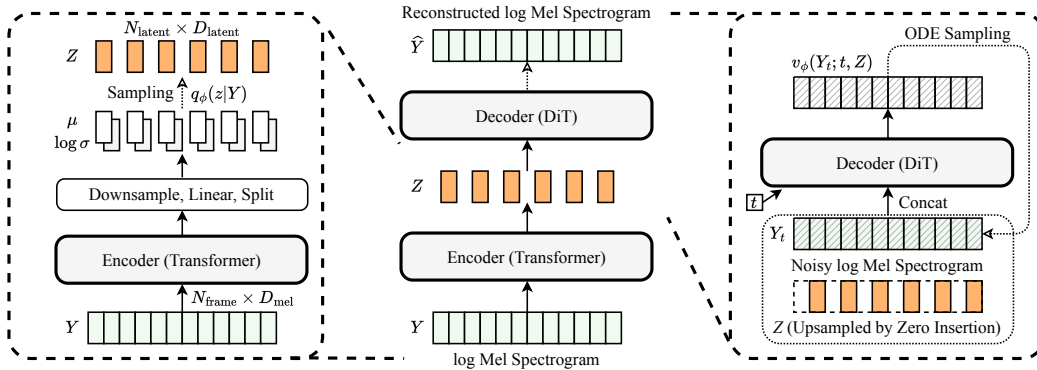 N_latent × D_latent
Z
Sampling q_ϕ(z|Y)
μ
log σ
Downsample, Linear, Split
Encoder (Transformer)
N_frame × D_mel
Y
Reconstructed log Mel Spectrogram
Ŷ
Decoder (DiT)
Z
Encoder (Transformer)
Y
log Mel Spectrogram
ODE Sampling
v_ϕ(Y_t; t, Z)
Decoder (DiT)
t
Concat
Y_t
Noisy log Mel Spectrogram
Z (Upsampled by Zero Insertion)